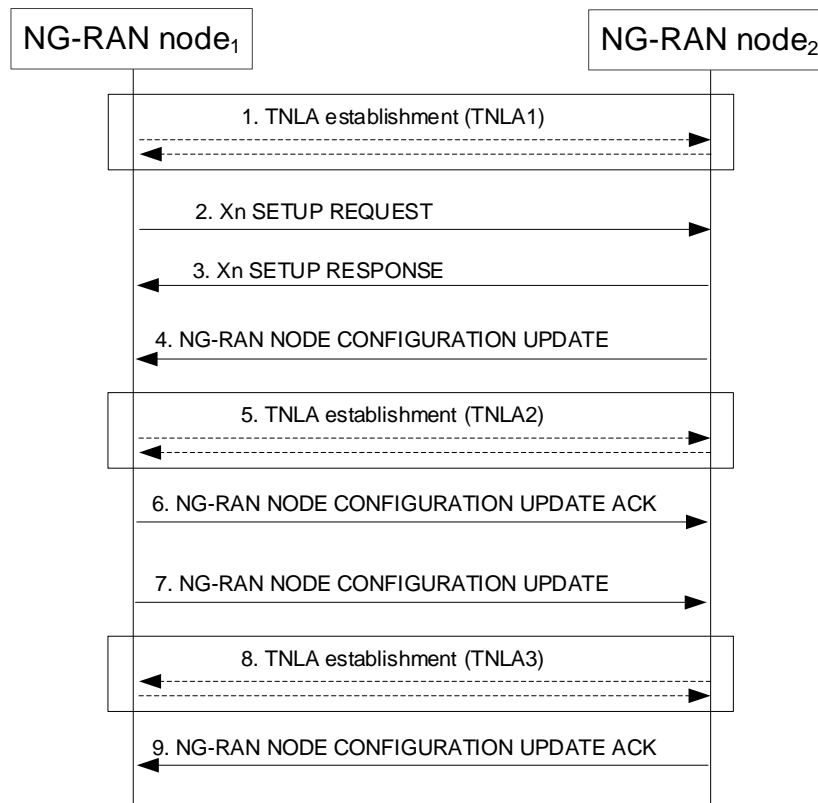 NG-RAN node₁
NG-RAN node₂
1. TNLA establishment (TNLA1)
2. Xn SETUP REQUEST
3. Xn SETUP RESPONSE
4. NG-RAN NODE CONFIGURATION UPDATE
5. TNLA establishment (TNLA2)
6. NG-RAN NODE CONFIGURATION UPDATE ACK
7. NG-RAN NODE CONFIGURATION UPDATE
8. TNLA establishment (TNLA3)
9. NG-RAN NODE CONFIGURATION UPDATE ACK